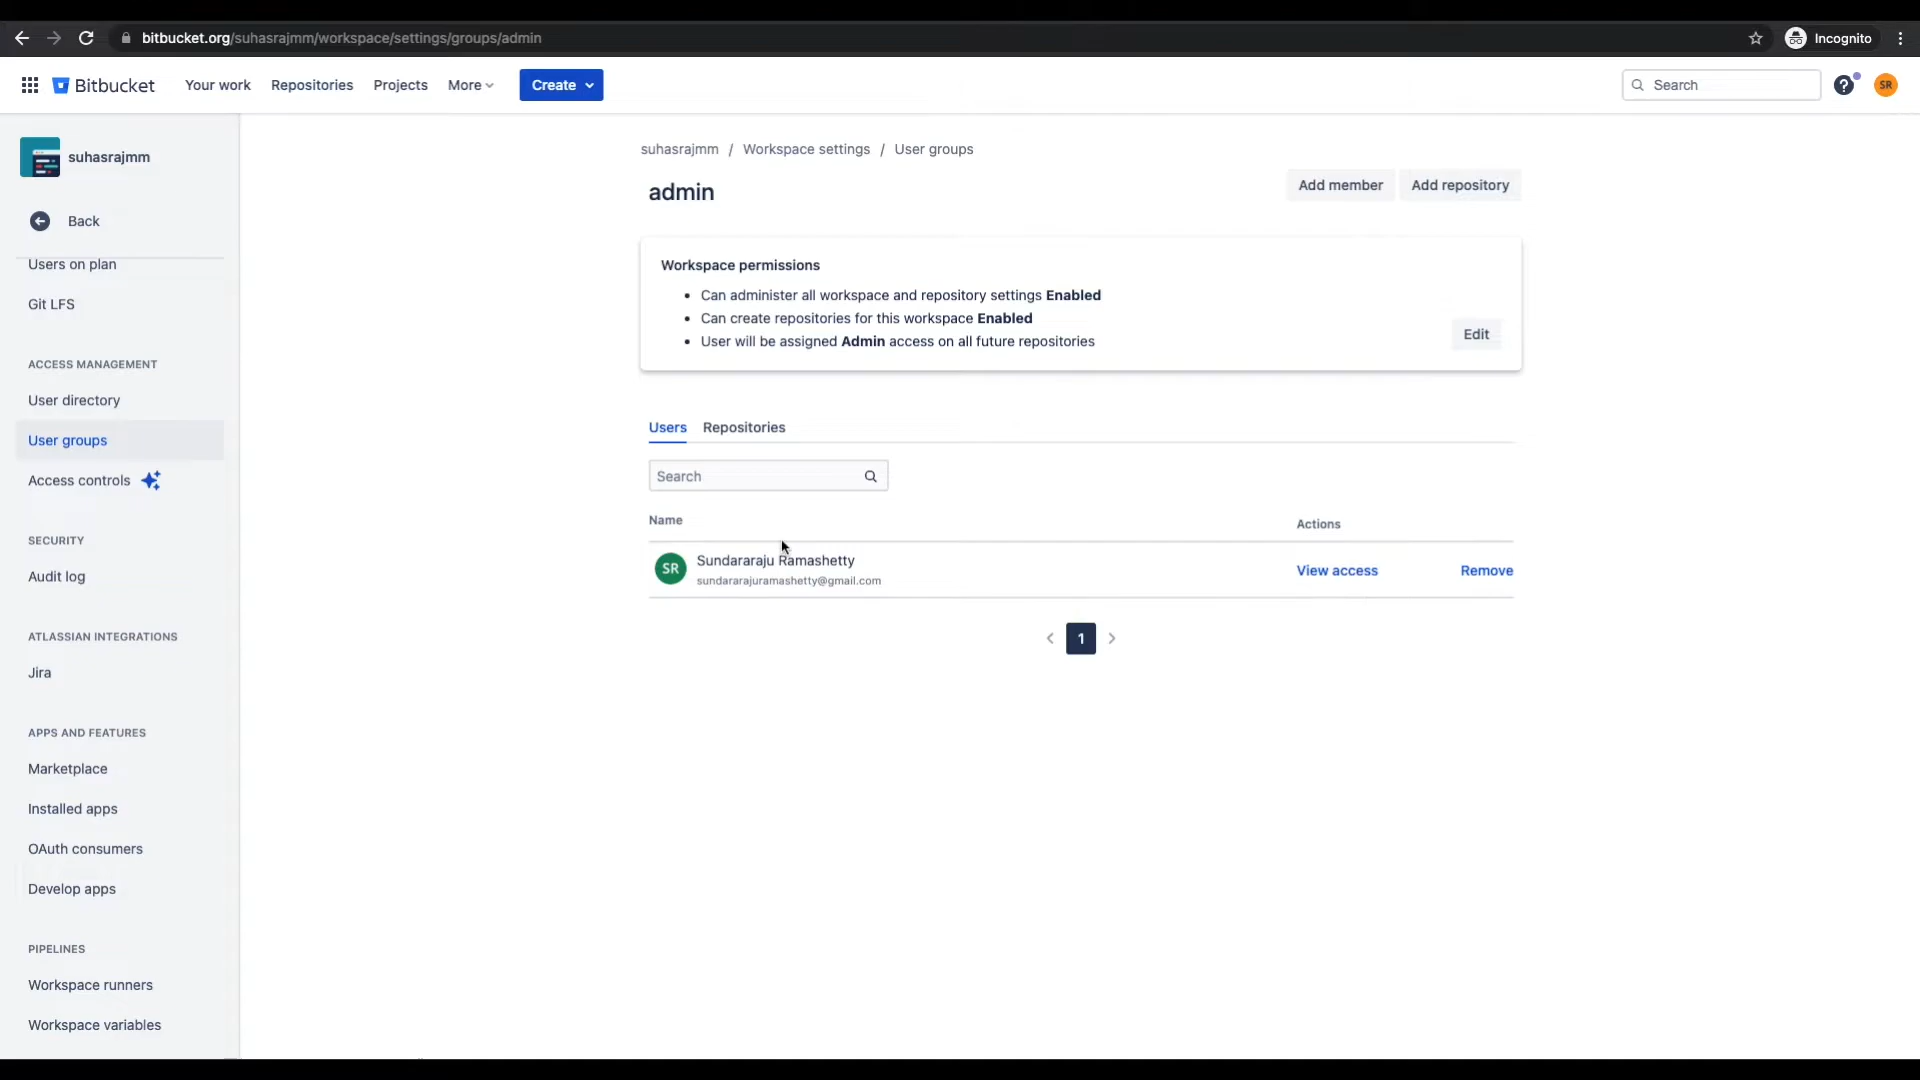 bitbucket.org/suhasrajmm/workspace/settings/groups/admin
Incognito
Bitbucket
Your work
Repositories
Projects
More
Create
Search
SR
suhasrajmm
Back
Users on plan
Git LFS
ACCESS MANAGEMENT
User directory
User groups
Access controls
SECURITY
Audit log
ATLASSIAN INTEGRATIONS
Jira
APPS AND FEATURES
Marketplace
Installed apps
OAuth consumers
Develop apps
PIPELINES
Workspace runners
Workspace variables
suhasrajmm / Workspace settings / User groups
admin
Add member
Add repository
Workspace permissions
• Can administer all workspace and repository settings Enabled
• Can create repositories for this workspace Enabled
• User will be assigned Admin access on all future repositories
Edit
Users
Repositories
Search
Name
Actions
SR
Sundararaju Ramashetty
sundararajuramashetty@gmail.com
View access
Remove
1